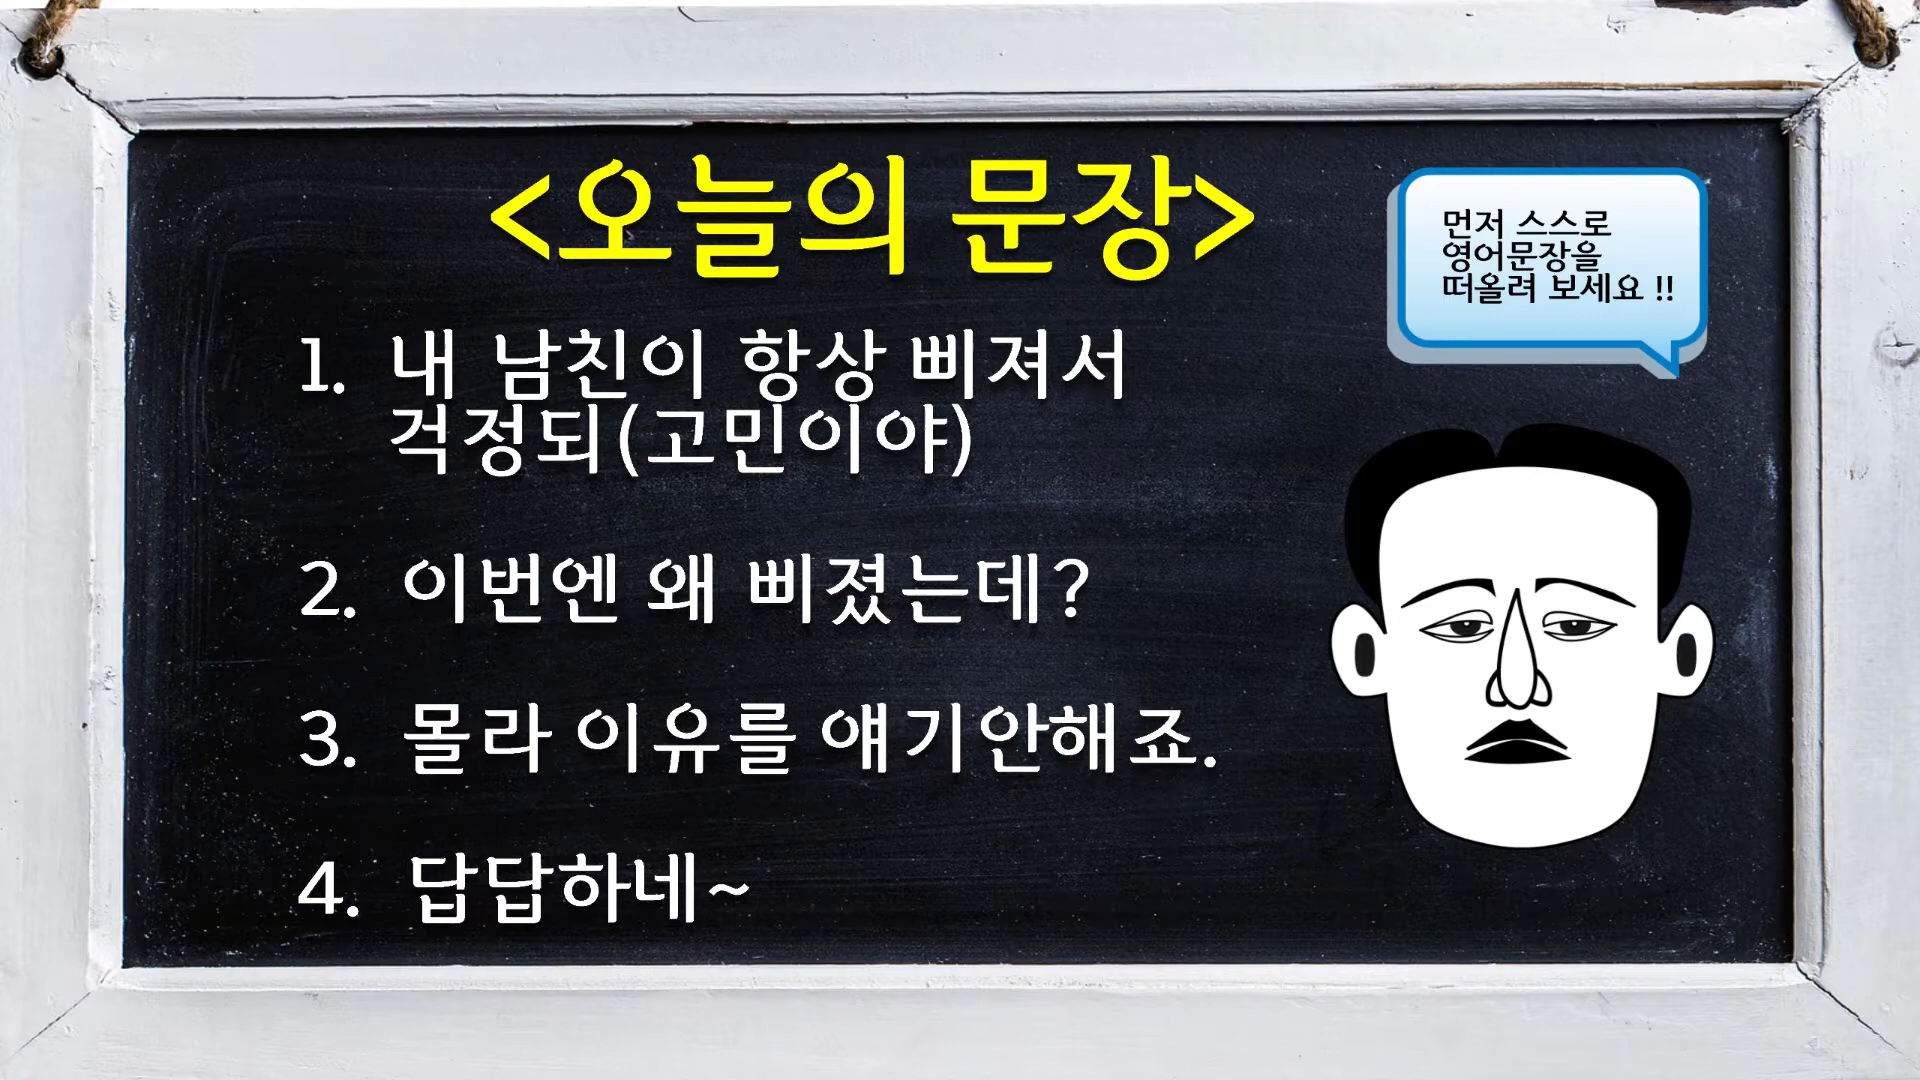 <오늘의 문장>
먼저 스스로
영어문장을
떠올려 보세요 !!
1. 내 남친이 항상 삐져서
걱정되(고민이야)
2. 이번엔 왜 삐졌는데?
3. 몰라 이유를 얘기안해죠.
4. 답답하네~